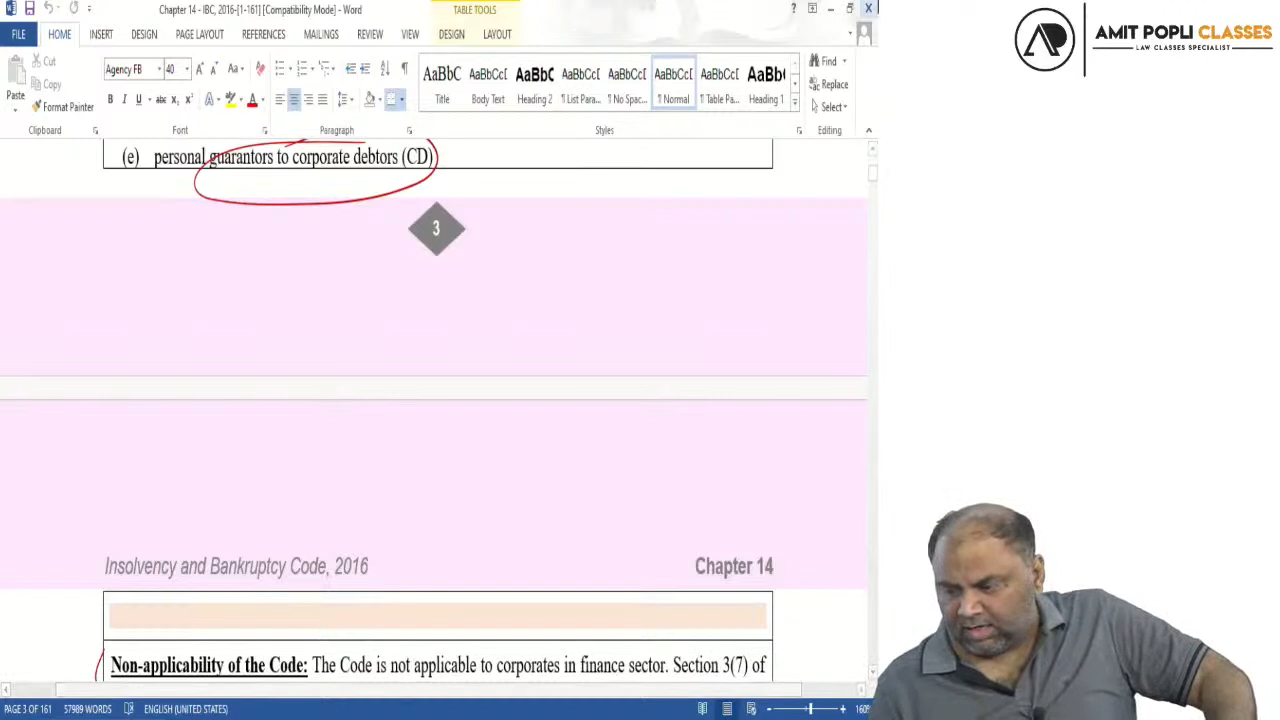 Chapter 14 - IBC, 2016-[1-161] [Compatibility Mode] - Word
TABLE TOOLS
FILE HOME INSERT DESIGN PAGE LAYOUT REFERENCES MAILINGS REVIEW VIEW DESIGN LAYOUT
Cut
Copy
Format Painter
Paste
Clipboard
Agency FB 40
Font
Paragraph
AaBbC AaBbCc[ AaBbC AaBbCc[ AaBbCc[ AaBbCc[ AaBbCc[ AaBb(
Title Body Text Heading 2 ¶ List Para... ¶ No Spac... ¶ Normal ¶ Table Pa... Heading 1
Styles
Find
Replace
Select
Editing
AMIT POPLI CLASSES
LAW CLASSES SPECIALIST
(e) personal guarantors to corporate debtors (CD)
3
Insolvency and Bankruptcy Code, 2016 Chapter 14
Non-applicability of the Code: The Code is not applicable to corporates in finance sector. Section 3(7) of
PAGE 3 OF 161 57989 WORDS ENGLISH (UNITED STATES)